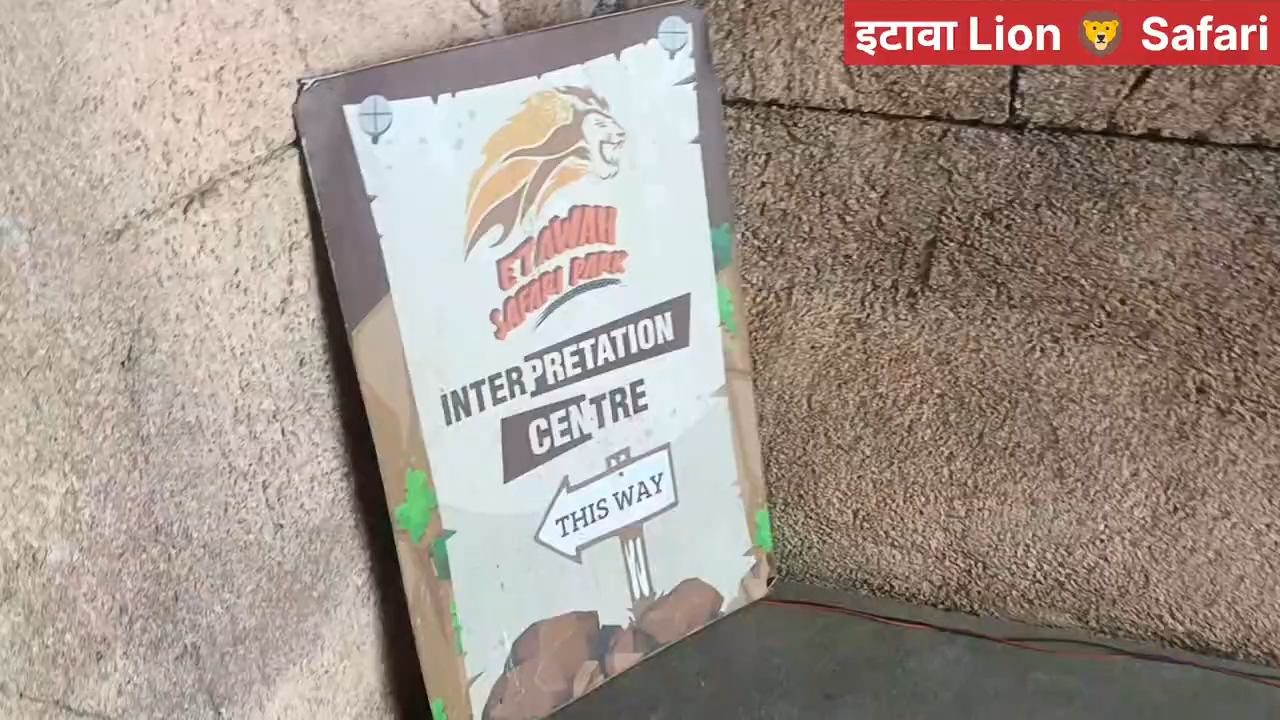 इटावा Lion 🦁 Safari
ETAWAH
SAFARI PARK
INTERPRETATION
CENTRE
THIS WAY